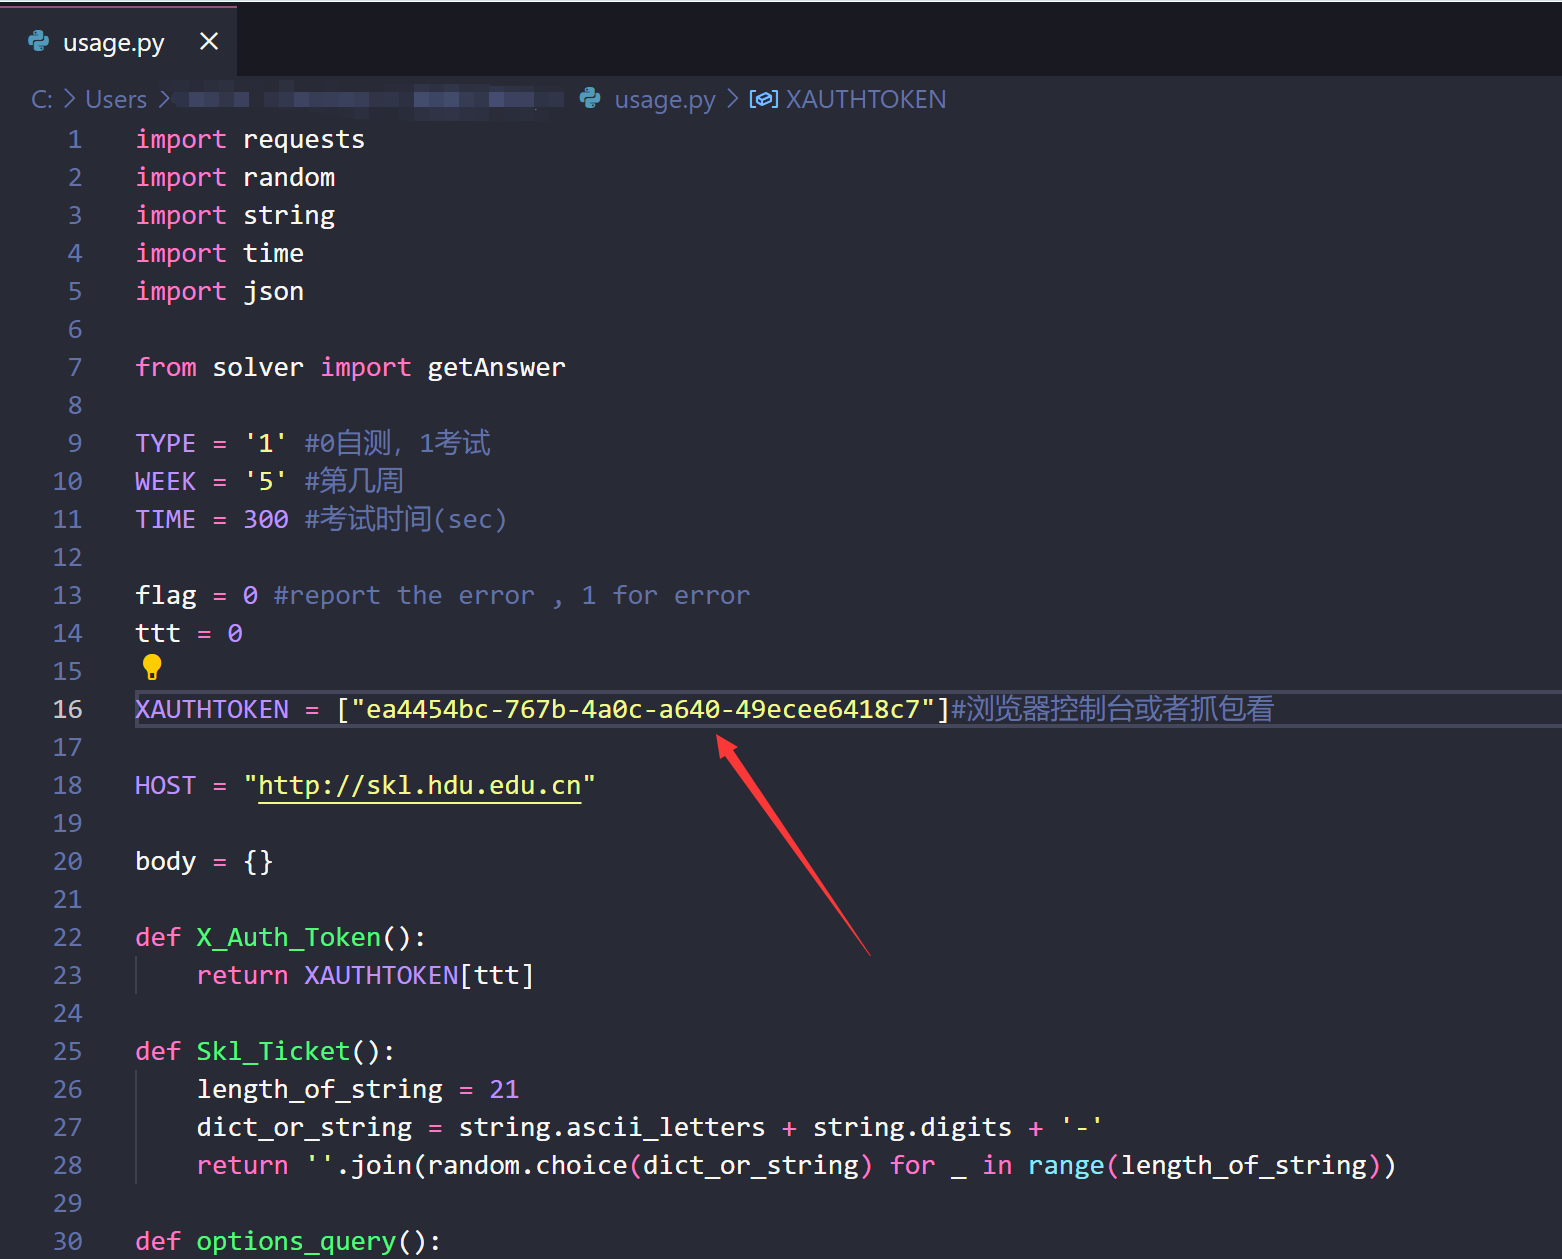 usage.py
C: > Users > usage.py > XAUTHTOKEN
1 import requests
2 import random
3 import string
4 import time
5 import json
6
7 from solver import getAnswer
8
9 TYPE = '1' #0自测，1考试
10 WEEK = '5' #第几周
11 TIME = 300 #考试时间(sec)
12
13 flag = 0 #report the error , 1 for error
14 ttt = 0
15
16 XAUTHTOKEN = ["ea4454bc-767b-4a0c-a640-49ecee6418c7"]#浏览器控制台或者抓包看
17
18 HOST = "http://skl.hdu.edu.cn"
19
20 body = {}
21
22 def X_Auth_Token():
23     return XAUTHTOKEN[ttt]
24
25 def Skl_Ticket():
26     length_of_string = 21
27     dict_or_string = string.ascii_letters + string.digits + '-'
28     return ''.join(random.choice(dict_or_string) for _ in range(length_of_string))
29
30 def options_query():